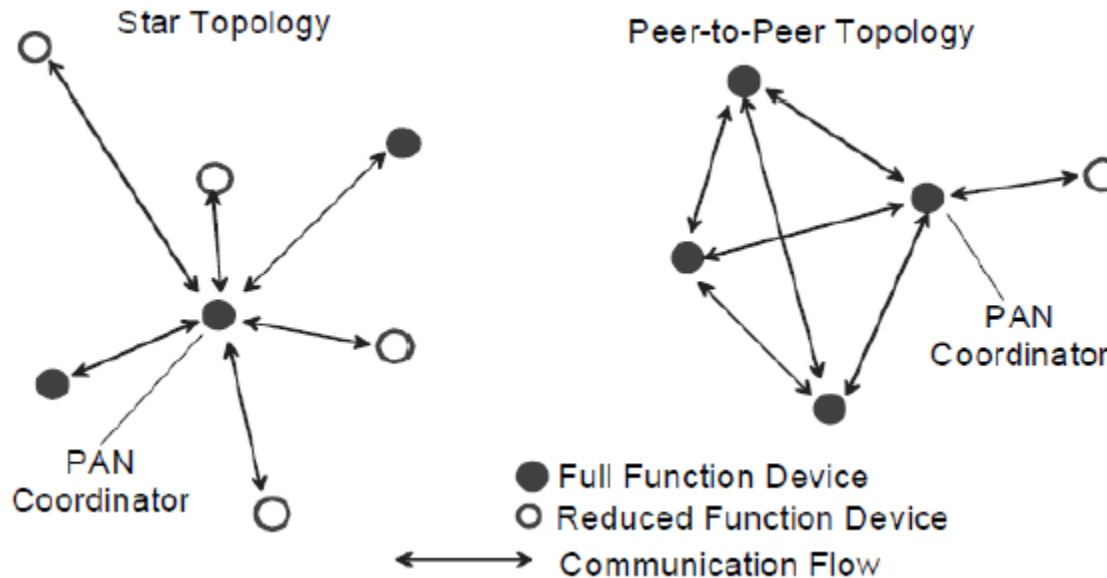 Star Topology
Peer-to-Peer Topology
PAN
Coordinator
PAN
Coordinator
Full Function Device
Reduced Function Device
Communication Flow